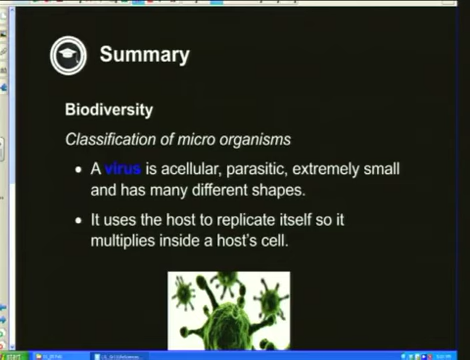 Summary
Biodiversity
Classification of micro organisms
• A virus is acellular, parasitic, extremely small
and has many different shapes.
• It uses the host to replicate itself so it
multiplies inside a host's cell.
start